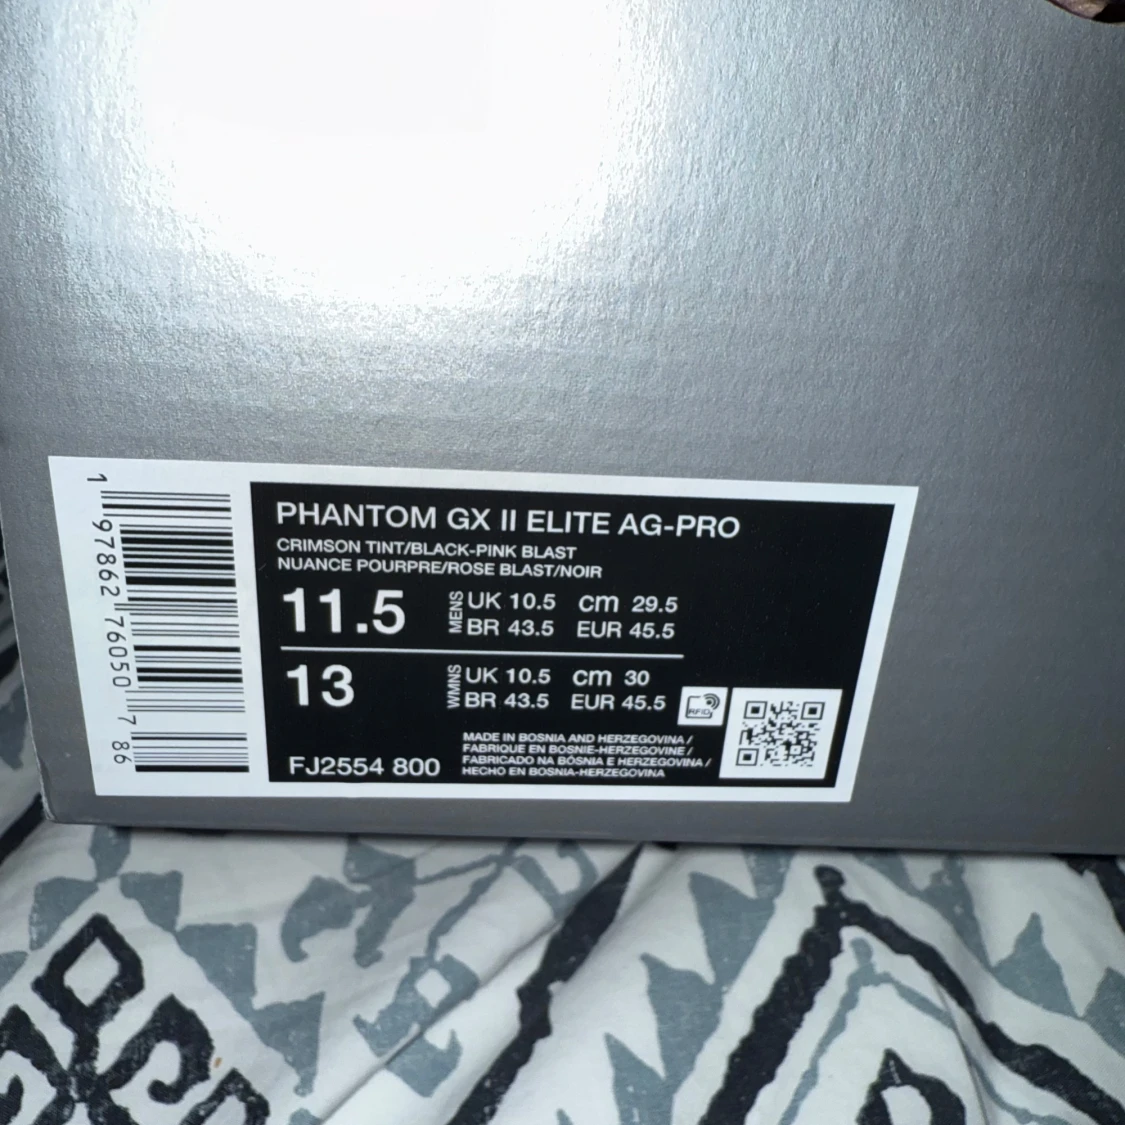 PHANTOM GX II ELITE AG-PRO
CRIMSON TINT/BLACK-PINK BLAST
NUANCE POURPRE/ROSE BLAST/NOIR
11.5 MENS UK 10.5 cm 29.5
BR 43.5 EUR 45.5
13 WMNS UK 10.5 cm 30
BR 43.5 EUR 45.5
RFID
FJ2554 800
MADE IN BOSNIA AND HERZEGOVINA /
FABRIQUE EN BOSNIE-HERZEGOVINE /
FABRICADO NA BÓSNIA E HERZEGOVINA /
HECHO EN BOSNIA-HERZEGOVINA
1 97862 76050 7 86